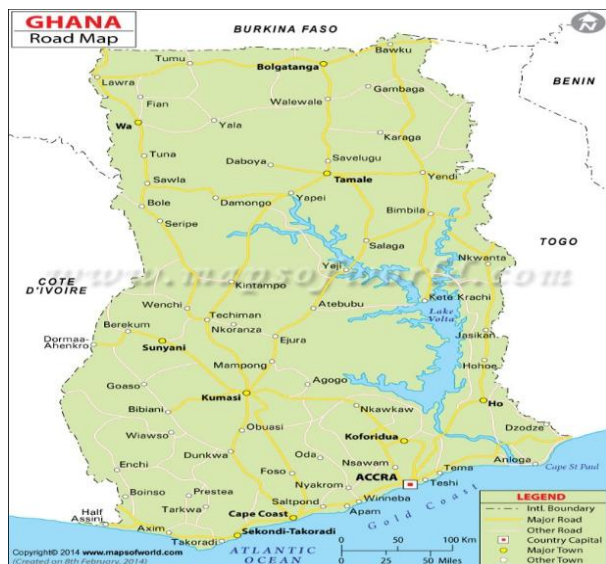 GHANA
Road Map
BURKINA FASO
N
Bawku
Tumu
Bolgatanga
BENIN
Lawra
Gambaga
Fian
Walewale
Wa
Yala
Karaga
Tuna
Daboya
Savelugu
Sawla
Tamale
Yendi
Bole
Damongo
Yapei
Bimbila
Seripe
Salaga
TOGO
Yeji
Nkwanta
www.mapsofworld.com
COTE
D'IVOIRE
Kintampo
Kete Krachi
Wenchi
Techiman
Atebubu
Lake
Volta
Berekum
Nkoranza
Dormaa-
Ahenkro
Sunyani
Ejura
Jasikan
Mampong
Hohoe
Goaso
Agogo
Kumasi
Ho
Bibiani
Nkawkaw
Dzodze
Wiawso
Obuasi
Koforidua
Dunkwa
Oda
Nsawam
Anloga
Enchi
Foso
ACCRA
Tema
Cape St Paul
Boinso
Prestea
Nyakrom
Teshi
Tarkwa
Saltpond
Winneba
Half
Assini
Apam
Gold Coast
Axim
Cape Coast
Takoradi
Sekondi-Takoradi
LEGEND
Intl. Boundary
Major Road
Other Road
Country Capital
Major Town
Other Town
0 50 100 Km
0 25 50 Miles
ATLANTIC
OCEAN
Copyright© 2014 www.mapsofworld.com
(Created on 8th February, 2014)